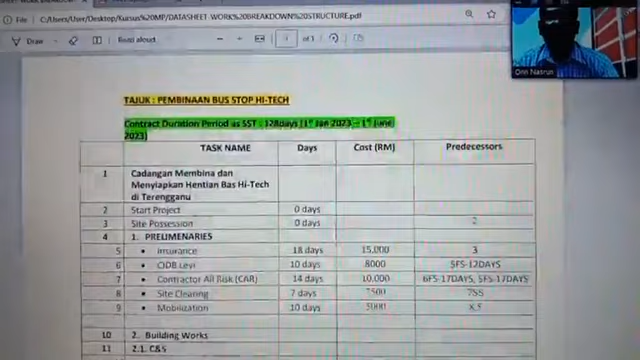 File C:/Users/User/Desktop/Kursus%20MP/DATASHEET-WORK%20BREAKDOWN%20STRUCTURE.pdf
Draw Read aloud 1 of 1
Onn Natrun
TAJUK : PEMBINAAN BUS STOP HI-TECH
Contract Duration Period as SST : 128days (1st Jan 2023 – 1st June
2023)
TASK NAME Days Cost (RM) Predecessors
1 Cadangan Membina dan
Menyiapkan Hentian Bas Hi-Tech
di Terengganu
2 Start Project 0 days
3 Site Possession 0 days 2
4 1. PRELIMENARIES
5 • Insurance 18 days 15.000 3
6 • CIDB Levi 10 days 8000 5FS-12DAYS
7 • Contractor All Risk (CAR) 14 days 10.000 6FS-17DAYS, 5FS-17DAYS
8 • Site Clearing 7 days 7500 7SS
9 • Mobilization 10 days
10 2. Building Works
11 2.1. C&S